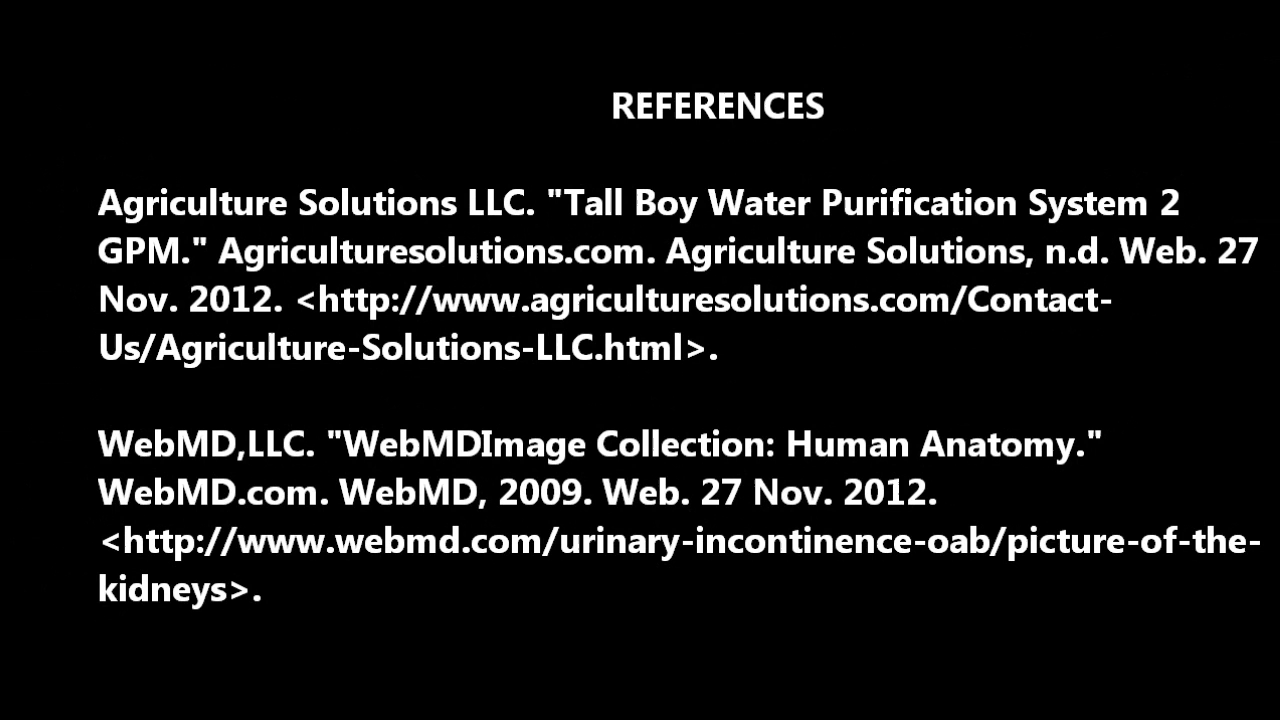 REFERENCES
Agriculture Solutions LLC. "Tall Boy Water Purification System 2
GPM." Agriculturesolutions.com. Agriculture Solutions, n.d. Web. 27
Nov. 2012. <http://www.agriculturesolutions.com/Contact-
Us/Agriculture-Solutions-LLC.html>.
WebMD,LLC. "WebMDImage Collection: Human Anatomy."
WebMD.com. WebMD, 2009. Web. 27 Nov. 2012.
<http://www.webmd.com/urinary-incontinence-oab/picture-of-the-
kidneys>.